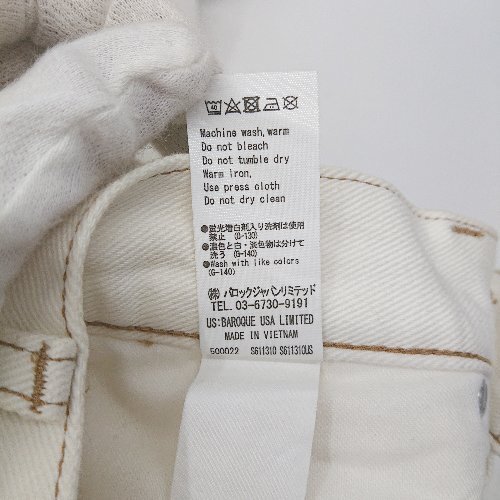 40
Machine wash, warm
Do not bleach
Do not tumble dry
Warm iron.
Use press cloth
Do not dry clean
●蛍光増白剤入り洗剤は使用
禁止 (G-130)
●濃色と白・淡色物は分けて
洗う (G-140)
●Wash with like colors
(G-140)
㈱バロックジャパンリミテッド
TEL. 03-6730-9191
US:BAROQUE USA LIMITED
MADE IN VIETNAM
500022 S611310 S611310US